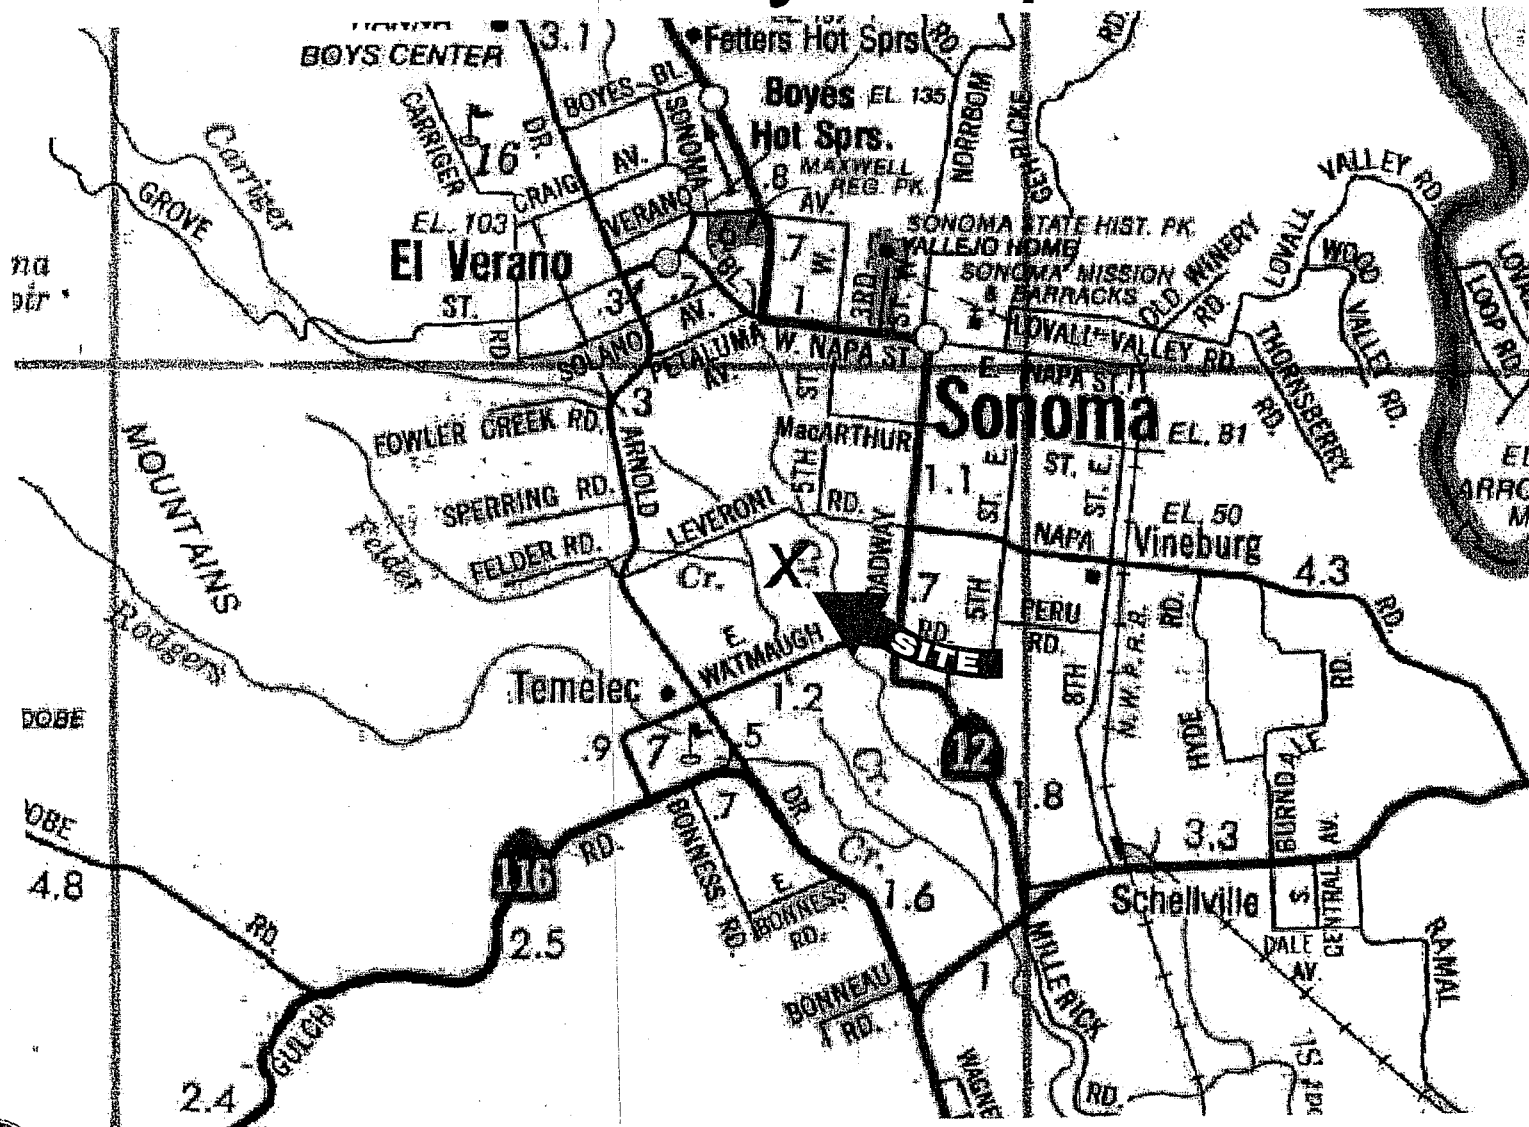 BOYS CENTER
3.1
Fetters Hot Sprs
RD.
RD.
BOYES BL.
Boyes EL. 135
Hot Sprs.
CARRIGER
16
DR.
SONOMA
NORRBOM
GEHRICKE
Carriger
GROVE
CRAIG AV.
.8
MAXWELL
REG. PK.
AV.
VALLEY RD.
EL. 103
El Verano
VERANO
BL.
.7
W.
1
3RD
ST. W.
SONOMA STATE HIST. PK.
VALLEJO HOME
SONOMA MISSION
& BARRACKS
OLD WINERY
RD.
LOVALL
WOOD
VALLEY
RD.
LOOP RD.
na
ST.
.3
.7
AV.
RD.
SOLANO
PETALUMA
AV.
W. NAPA ST.
LOVALL VALLEY RD.
E. NAPA ST.
THORNSBERRY
RD.
Sonoma
EL. 81
.3
ST.
MacARTHUR
FOWLER CREEK RD.
ARNOLD
MOUNTAINS
5TH
1.1
E.
ST.
ST.
ST. E.
SPERRING RD.
LEVERONI
RD.
EL. 50
Vineburg
NAPA
4.3
RD.
Felder
FELDER RD.
Cr.
X
BROADWAY
.7
5TH
PERU
RD.
RD.
RD.
Rodgers
E.
WATMAUGH
RD.
SITE
Temelec
1.2
8TH
N.W.P.R.R.
HYDE
RD.
DOBE
.9
7
.5
Cr.
12
1.8
BURNDALE
OBE
4.8
RD.
116
RD.
.7
DR.
BONNESS
RD.
E.
BONNESS
RD.
Cr.
1.6
3.3
AV.
Schellville
S.
CENTRAL
DALE
AV.
RAMAL
2.5
BONNEAU
RD.
1
MILLERICK
RD.
GULCH
2.4
WAGNE